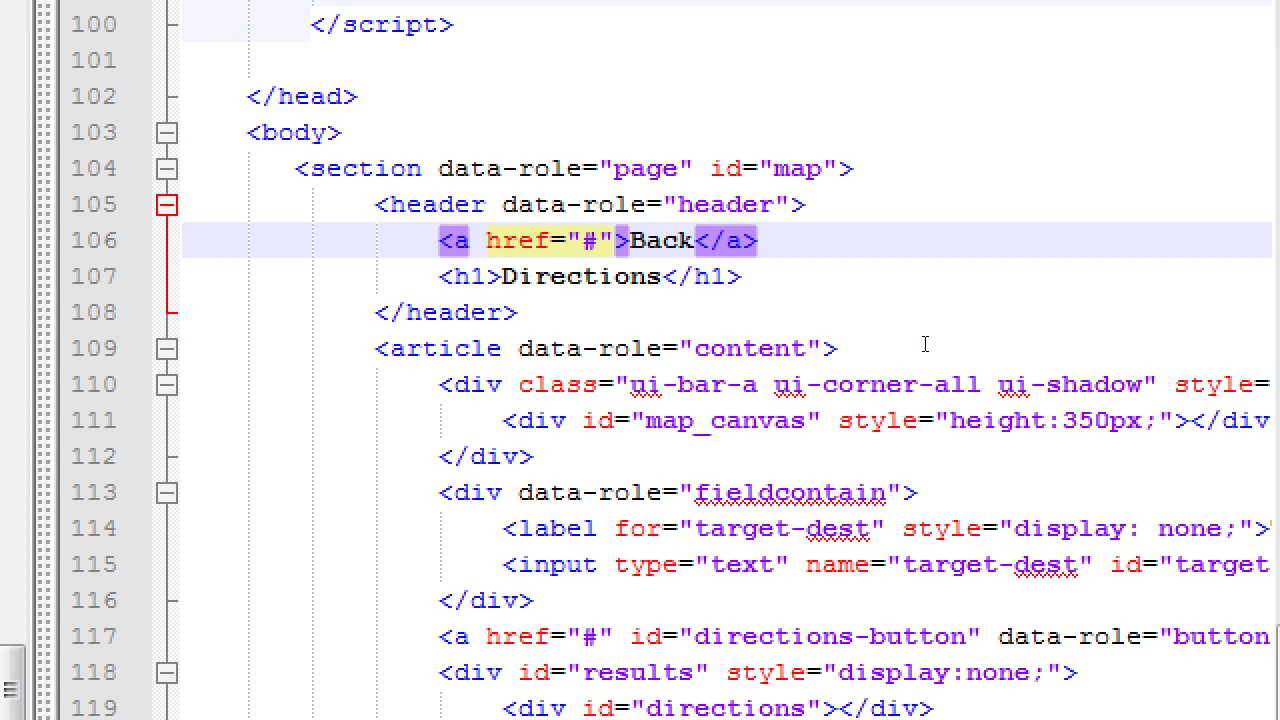 100 </script>
101
102 </head>
103 <body>
104 <section data-role="page" id="map">
105 <header data-role="header">
106 <a href="#">Back</a>
107 <h1>Directions</h1>
108 </header>
109 <article data-role="content">
110 <div class="ui-bar-a ui-corner-all ui-shadow" style=
111 <div id="map_canvas" style="height:350px;"></div
112 </div>
113 <div data-role="fieldcontain">
114 <label for="target-dest" style="display: none;">
115 <input type="text" name="target-dest" id="target
116 </div>
117 <a href="#" id="directions-button" data-role="button
118 <div id="results" style="display:none;">
119 <div id="directions"></div>